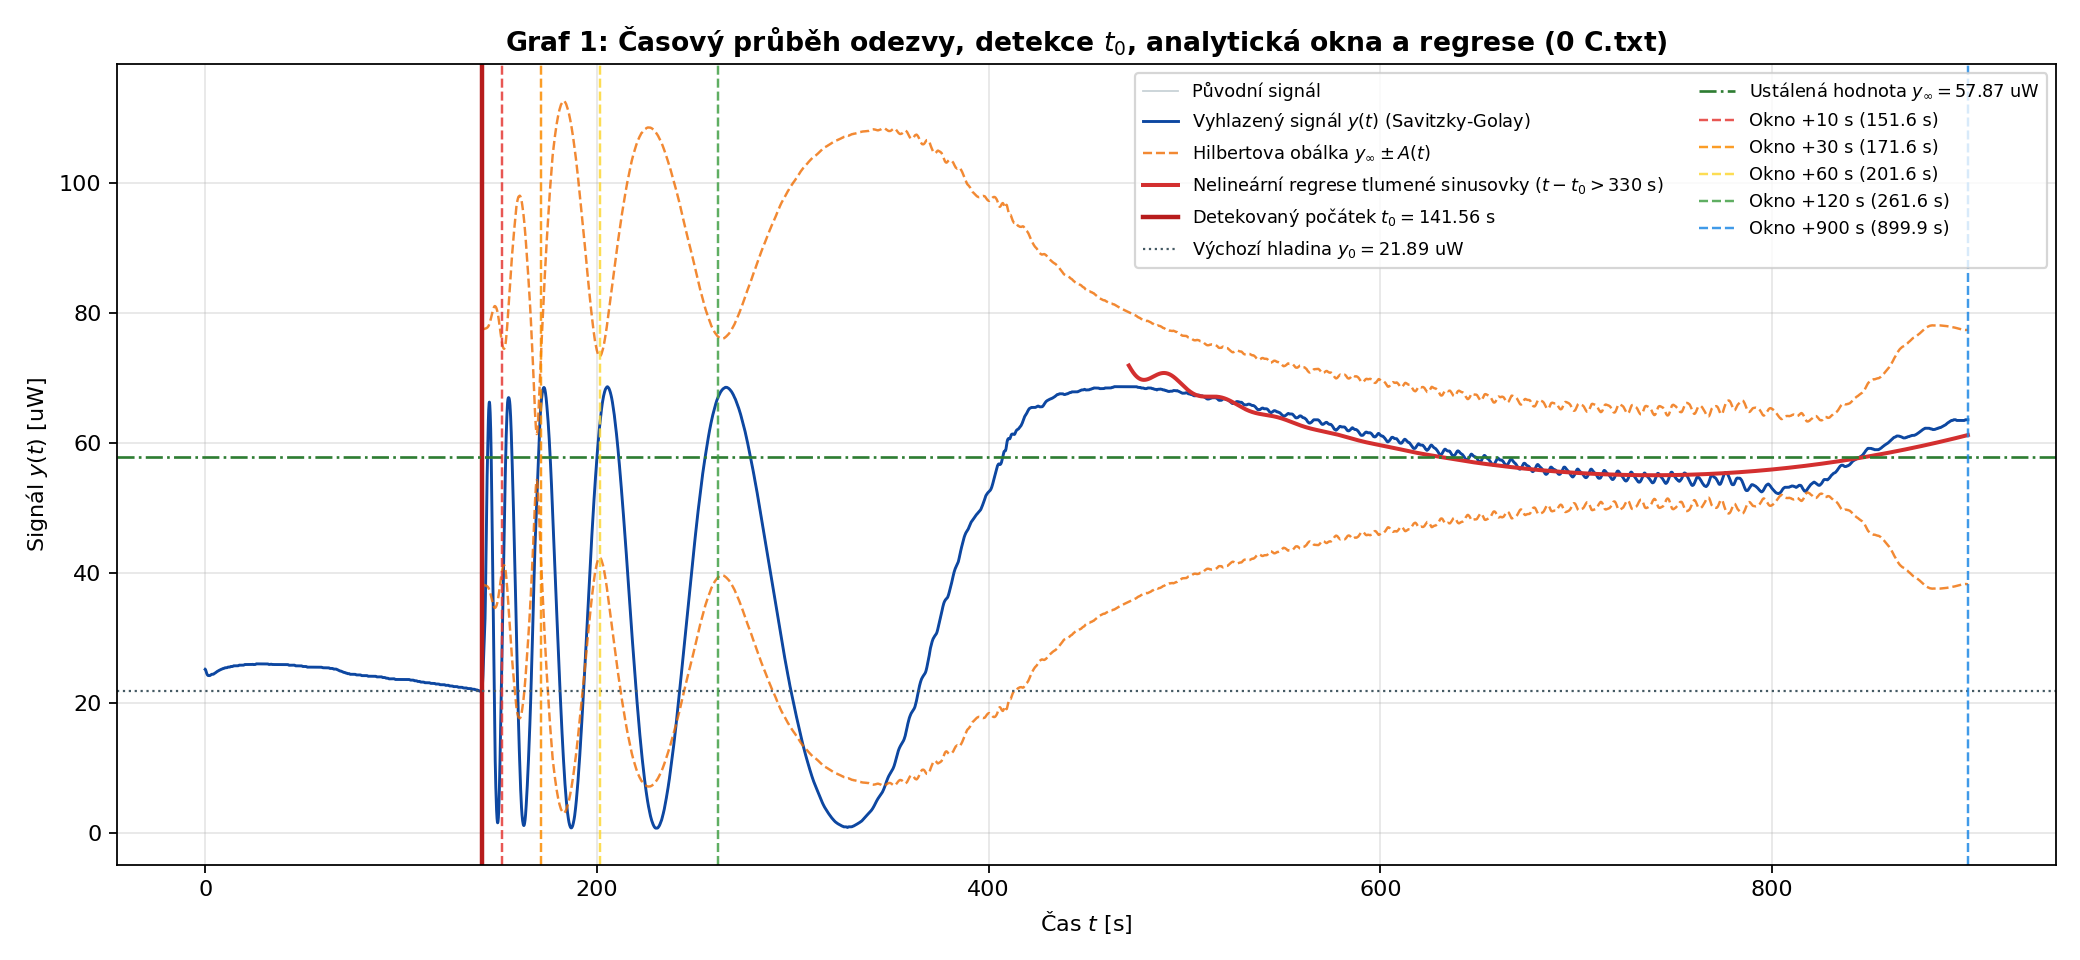 Graf 1: Časový průběh odezvy, detekce t₀, analytická okna a regrese (0 C.txt)
Původní signál
Vyhlazený signál y(t) (Savitzky-Golay)
Hilbertova obálka y∞ ± A(t)
Nelineární regrese tlumené sinusovky (t − t₀ > 330 s)
Detekovaný počátek t₀ = 141.56 s
Výchozí hladina y₀ = 21.89 uW
Ustálená hodnota y∞ = 57.87 uW
Okno +10 s (151.6 s)
Okno +30 s (171.6 s)
Okno +60 s (201.6 s)
Okno +120 s (261.6 s)
Okno +900 s (899.9 s)
Signál y(t) [uW]
100
80
60
40
20
0
0 200 400 600 800
Čas t [s]